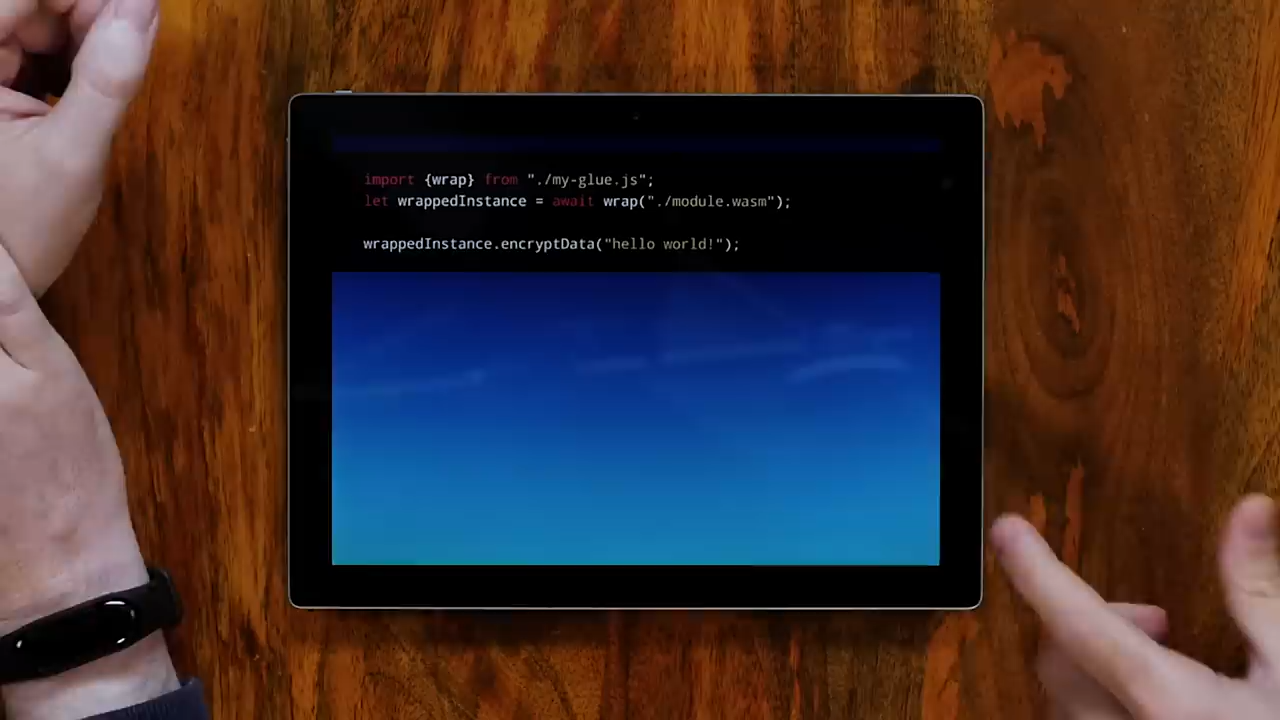 import {wrap} from "./my-glue.js";
let wrappedInstance = await wrap("./module.wasm");
wrappedInstance.encryptData("hello world!");